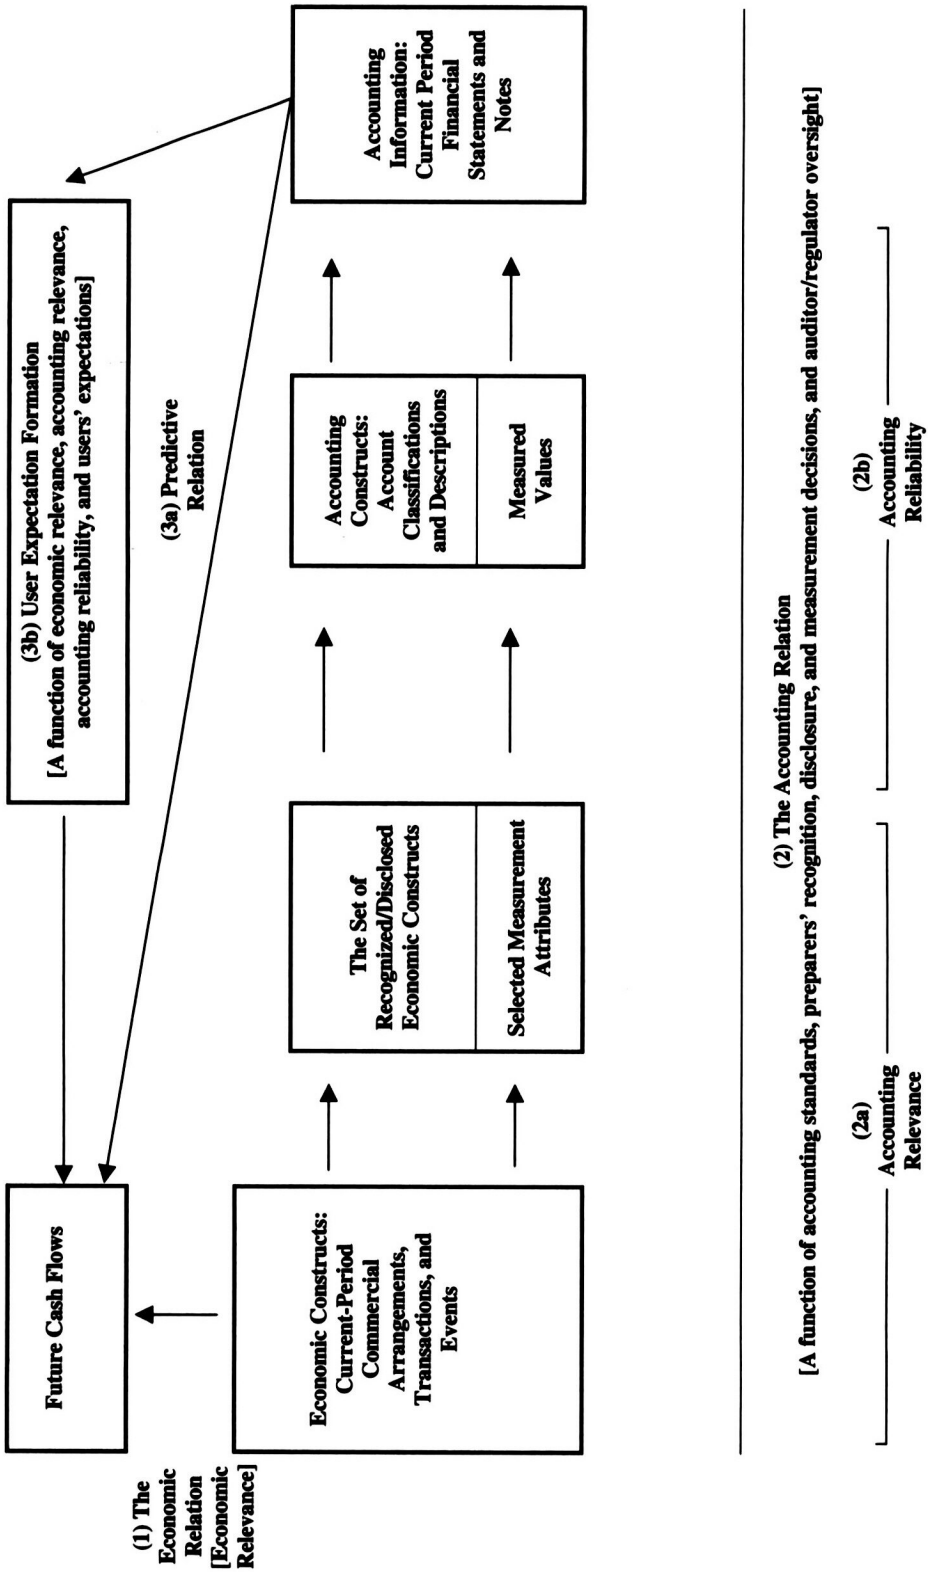 (1) The
Economic
Relation
[Economic
Relevance]
Future Cash Flows
(3b) User Expectation Formation
[A function of economic relevance, accounting relevance,
accounting reliability, and users' expectations]
(3a) Predictive
Relation
Economic Constructs:
Current-Period
Commercial
Arrangements,
Transactions, and
Events
The Set of
Recognized/Disclosed
Economic Constructs
Selected Measurement
Attributes
Accounting
Constructs:
Account
Classifications
and Descriptions
Measured
Values
Accounting
Information:
Current Period
Financial
Statements and
Notes
(2) The Accounting Relation
[A function of accounting standards, preparers' recognition, disclosure, and measurement decisions, and auditor/regulator oversight]
(2a)
Accounting
Relevance
(2b)
Accounting
Reliability